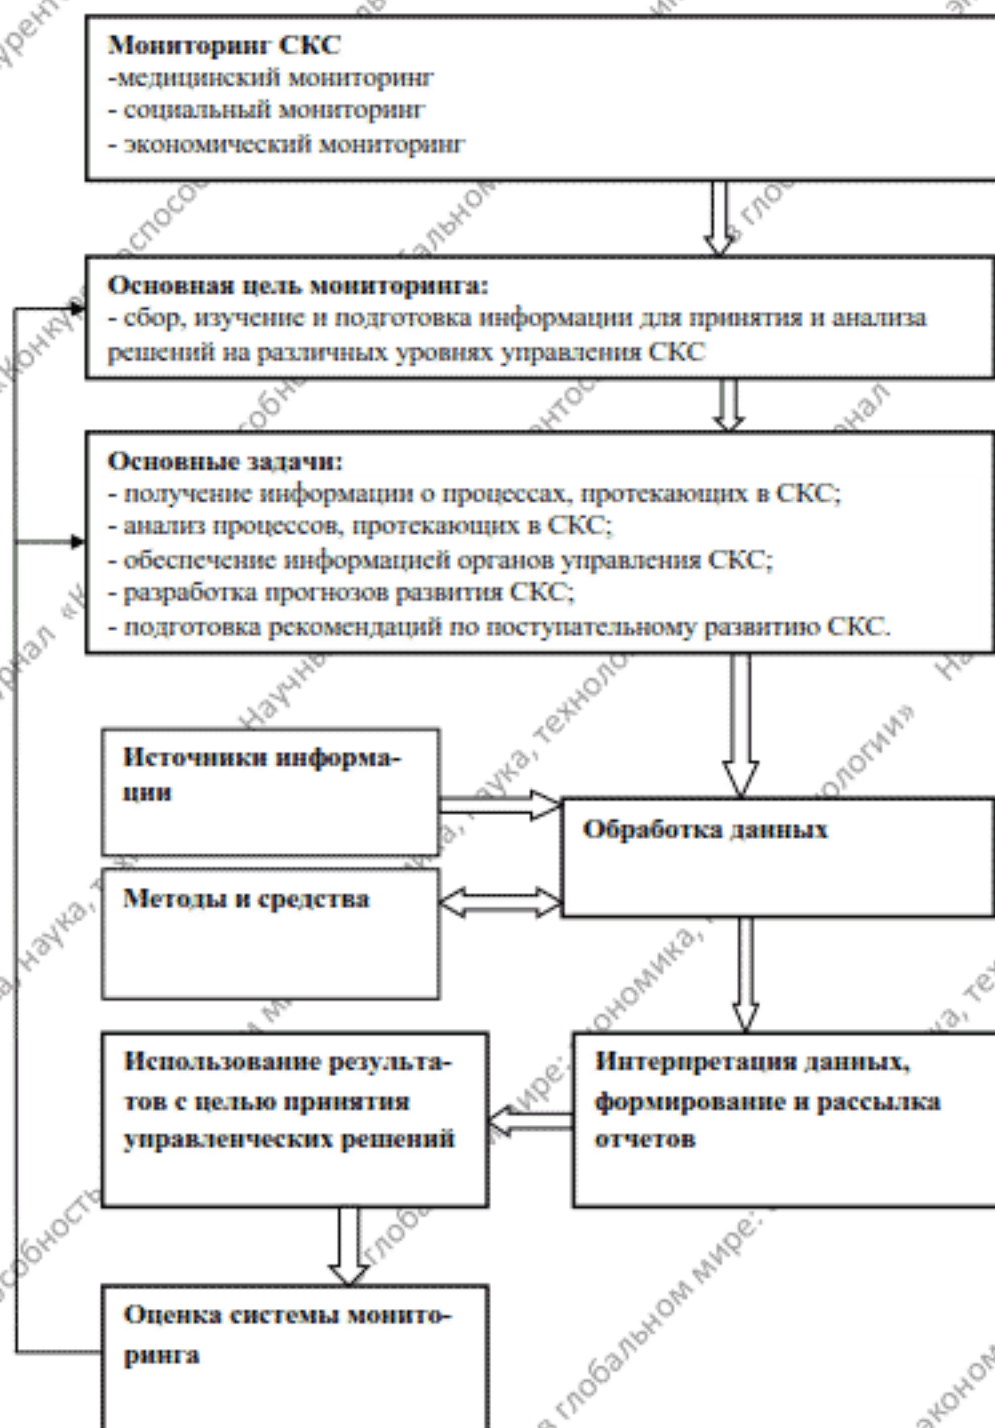 Мониторинг СКС
-медицинский мониторинг
- социальный мониторинг
- экономический мониторинг
Основная цель мониторинга:
- сбор, изучение и подготовка информации для принятия и анализа
решений на различных уровнях управления СКС
Основные задачи:
- получение информации о процессах, протекающих в СКС;
- анализ процессов, протекающих в СКС;
- обеспечение информацией органов управления СКС;
- разработка прогнозов развития СКС;
- подготовка рекомендаций по поступательному развитию СКС.
Источники информа-
ции
Обработка данных
Методы и средства
Использование результа-
тов с целью принятия
управленческих решений
Интерпретация данных,
формирование и рассылка
отчетов
Оценка системы монито-
ринга